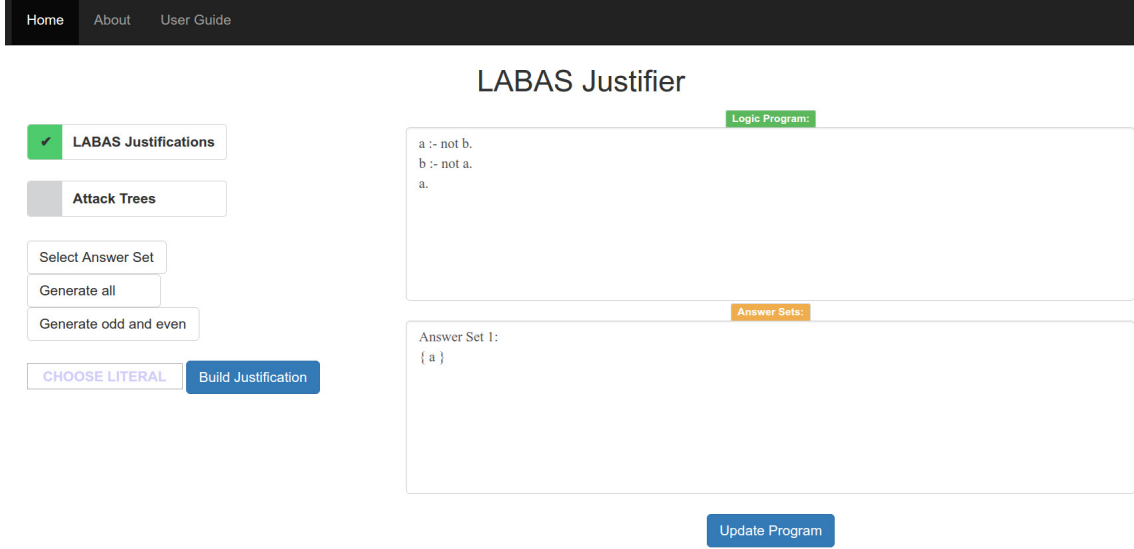 Home About User Guide
LABAS Justifier
✔ LABAS Justifications
Attack Trees
Select Answer Set
Generate all
Generate odd and even
CHOOSE LITERAL Build Justification
Logic Program:
a :- not b.
b :- not a.
a.
Answer Sets:
Answer Set 1:
{ a }
Update Program